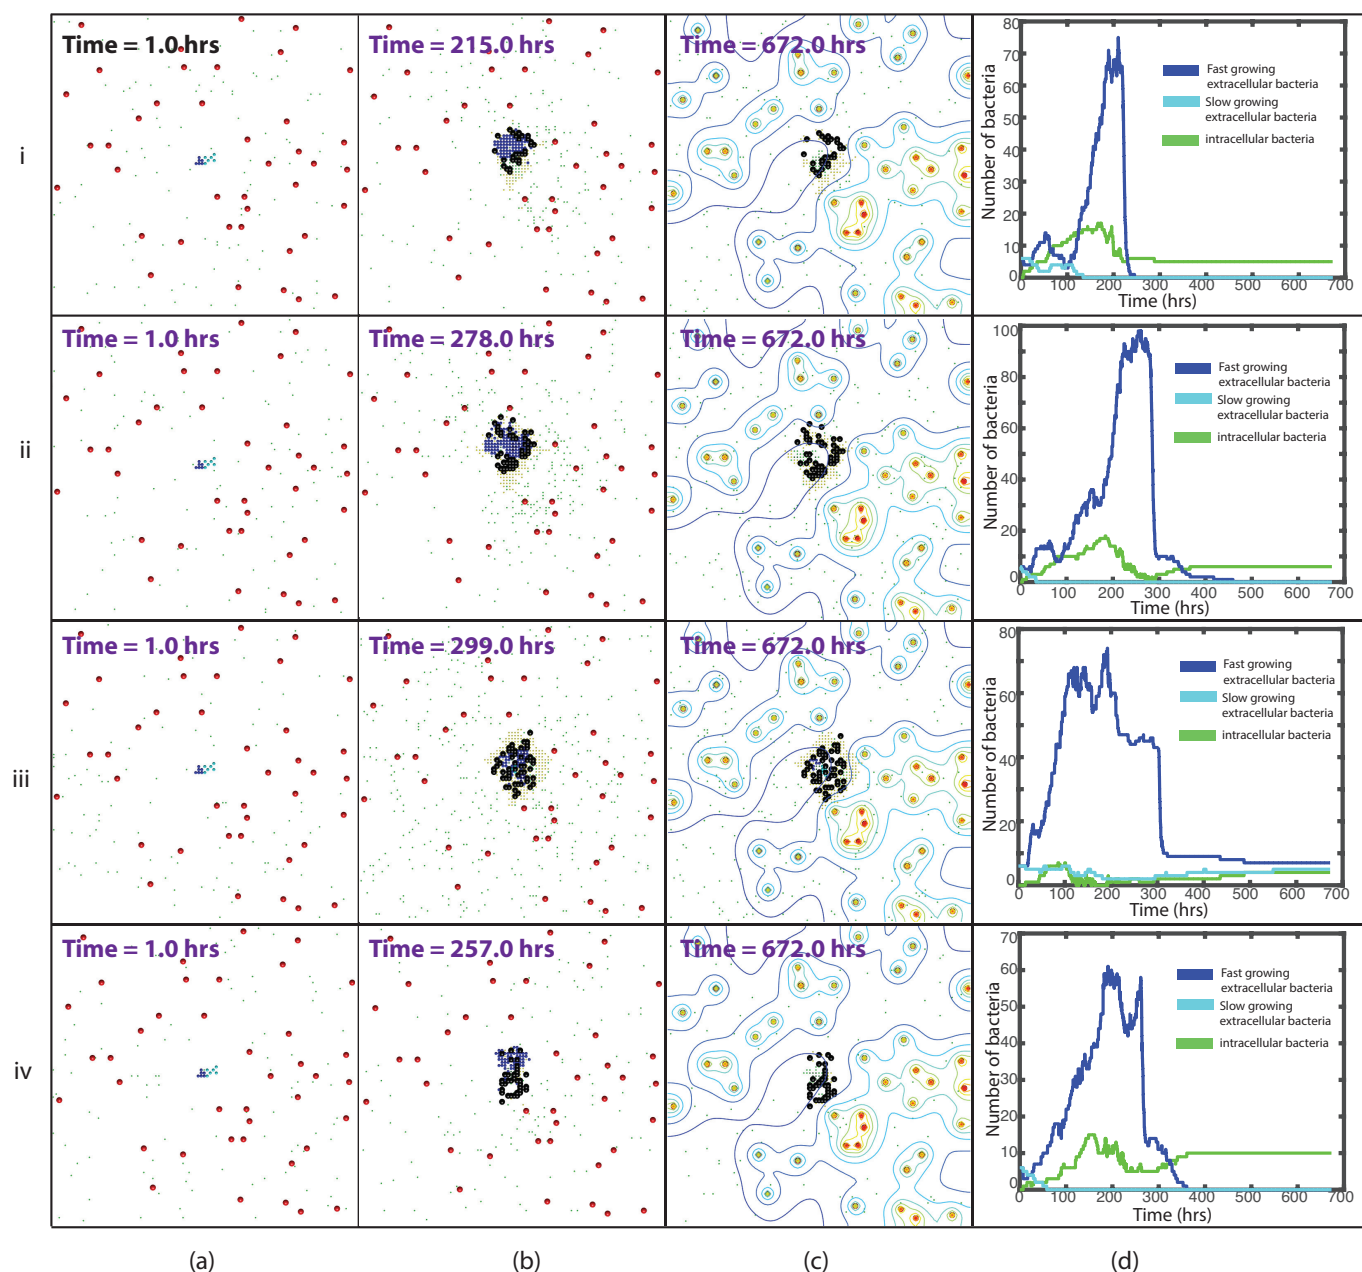 i
Time = 1.0 hrs
Time = 215.0 hrs
Time = 672.0 hrs
Number of bacteria
80
70
60
50
40
30
20
10
0
0 100 200 300 400 500 600 700
Time (hrs)
Fast growing
extracellular bacteria
Slow growing
extracellular bacteria
intracellular bacteria
ii
Time = 1.0 hrs
Time = 278.0 hrs
Time = 672.0 hrs
Number of bacteria
100
80
60
40
20
0
0 100 200 300 400 500 600 700
Time (hrs)
Fast growing
extracellular bacteria
Slow growing
extracellular bacteria
intracellular bacteria
iii
Time = 1.0 hrs
Time = 299.0 hrs
Time = 672.0 hrs
Number of bacteria
80
60
40
20
0
0 100 200 300 400 500 600 700
Time (hrs)
Fast growing
extracellular bacteria
Slow growing
extracellular bacteria
intracellular bacteria
iv
Time = 1.0 hrs
Time = 257.0 hrs
Time = 672.0 hrs
Number of bacteria
70
60
50
40
30
20
10
0
0 100 200 300 400 500 600 700
Time (hrs)
Fast growing
extracellular bacteria
Slow growing
extracellular bacteria
intracellular bacteria
(a) (b) (c) (d)